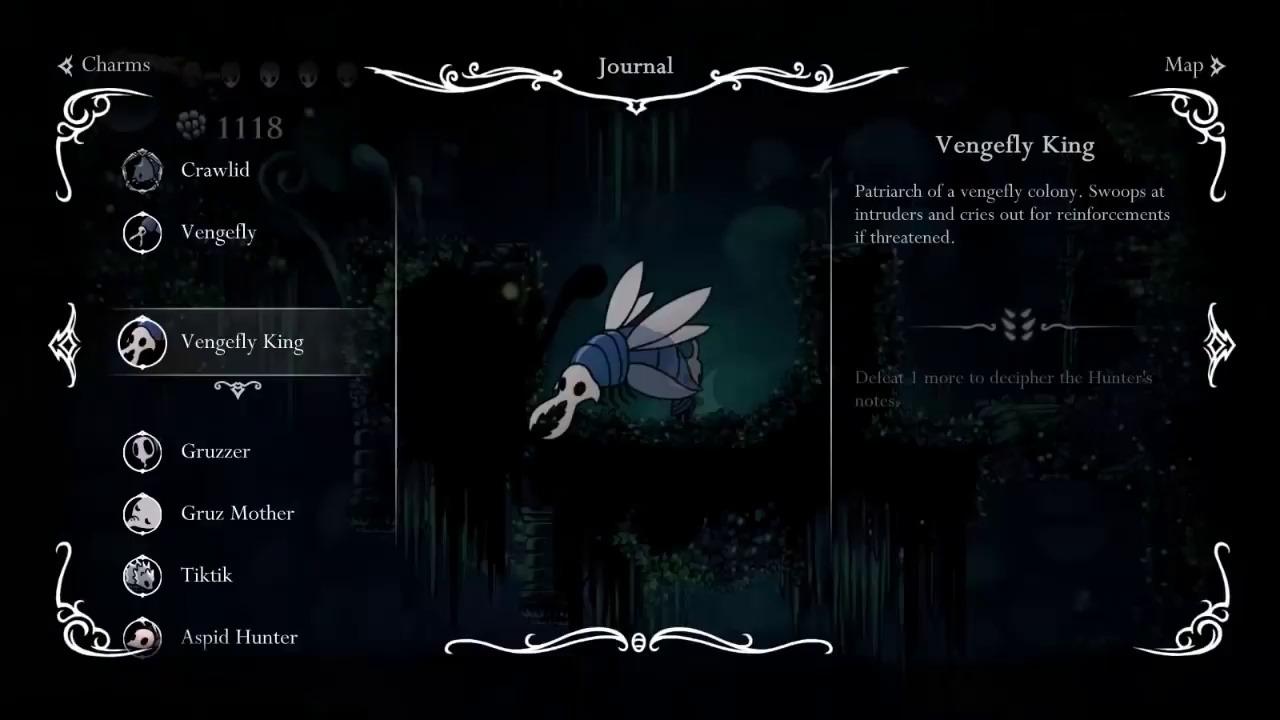 Charms
Journal
Map
1118
Crawlid
Vengefly
Vengefly King
Gruzzer
Gruz Mother
Tiktik
Aspid Hunter
Vengefly King
Patriarch of a vengefly colony. Swoops at
intruders and cries out for reinforcements
if threatened.
Defeat 1 more to decipher the Hunter's
notes.